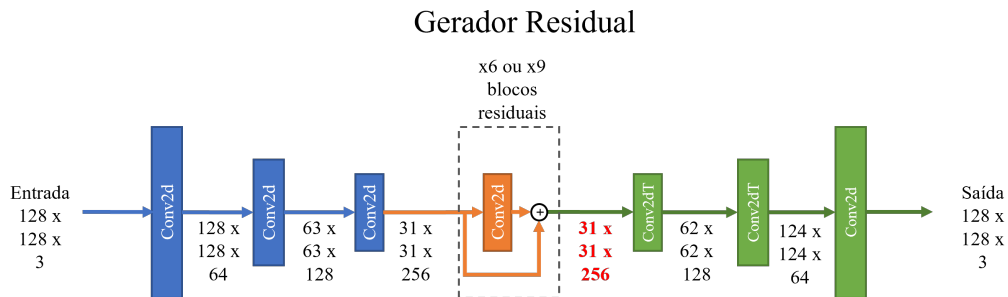 Gerador Residual
x6 ou x9
blocos
residuais
Entrada
128 x
128 x
3
Conv2d
128 x
128 x
64
Conv2d
63 x
63 x
128
Conv2d
31 x
31 x
256
Conv2d
+
31 x
31 x
256
Conv2dT
62 x
62 x
128
Conv2dT
124 x
124 x
64
Conv2d
Saída
128 x
128 x
3